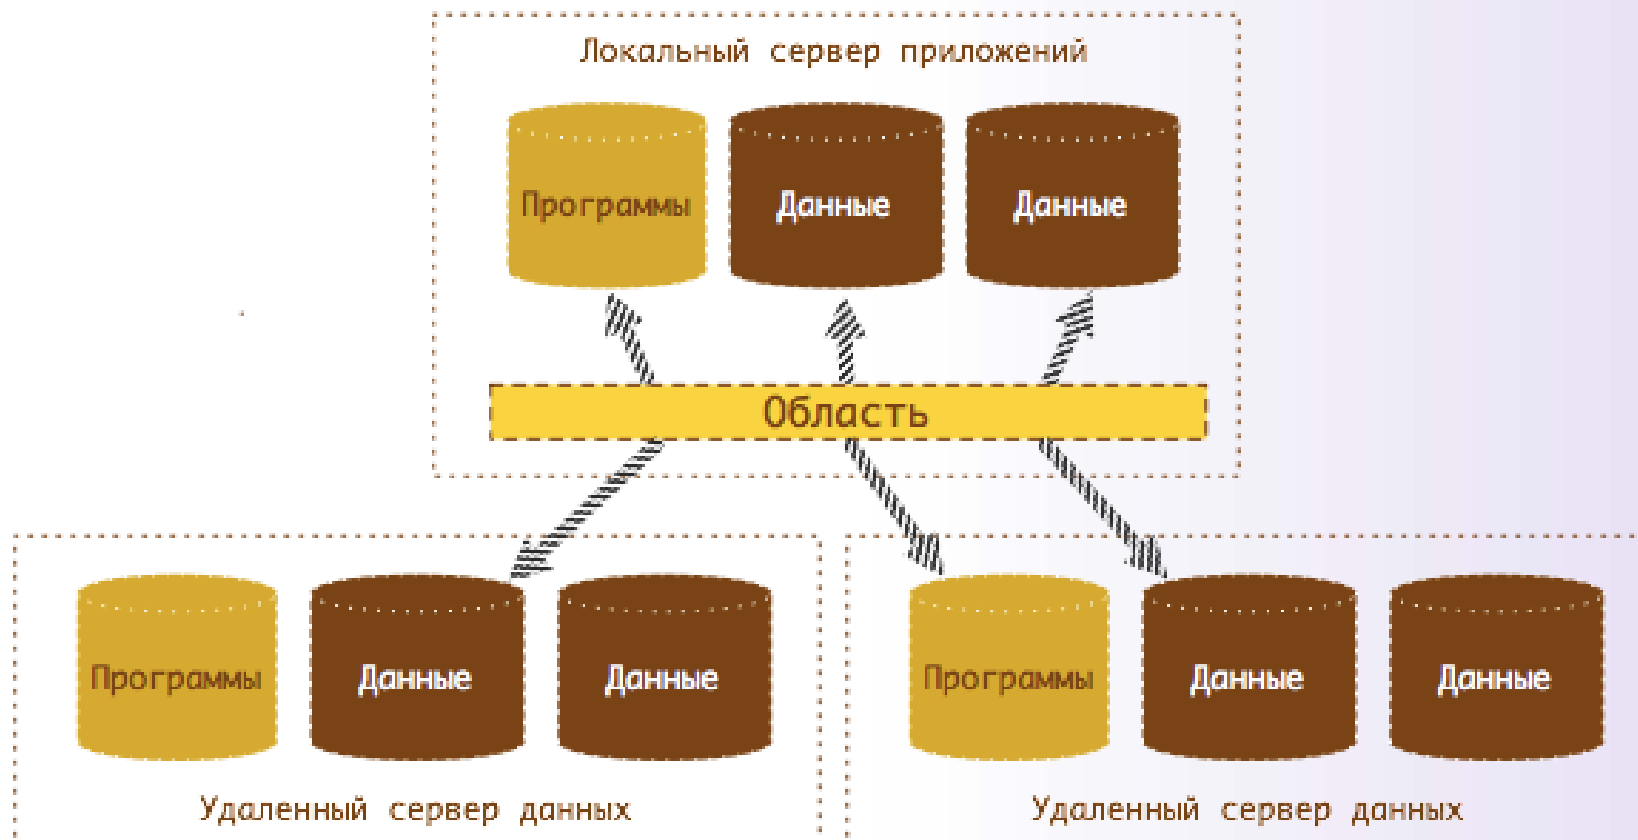 Локальный сервер приложений
Программы
Данные
Данные
Область
Программы
Данные
Данные
Программы
Данные
Данные
Удаленный сервер данных
Удаленный сервер данных